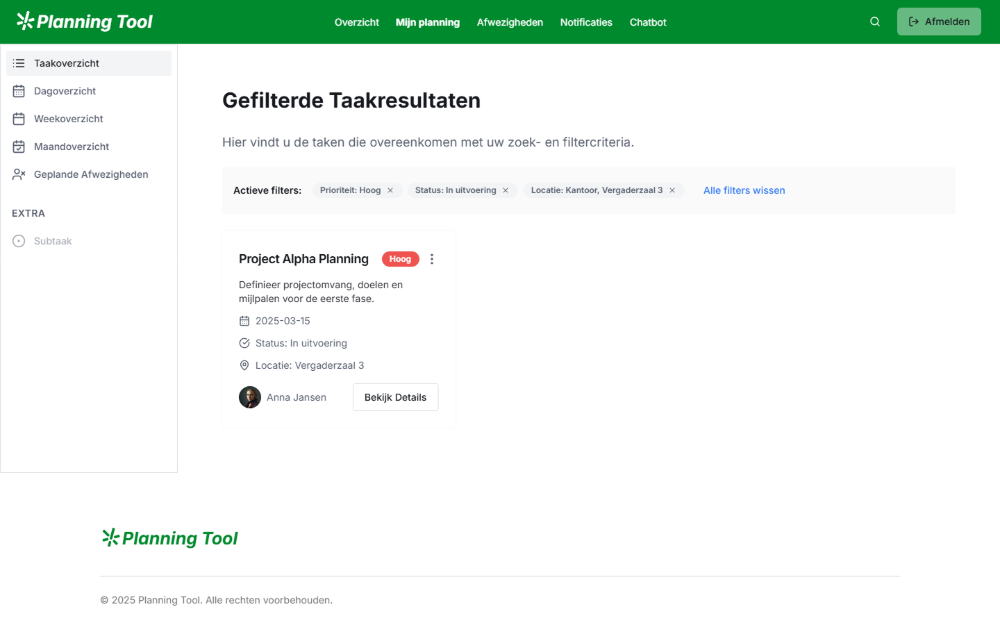 Planning Tool
Overzicht Mijn planning Afwezigheden Notificaties Chatbot
Afmelden
Taakoverzicht
Dagoverzicht
Weekoverzicht
Maandoverzicht
Geplande Afwezigheden
EXTRA
Subtaak
Gefilterde Taakresultaten
Hier vindt u de taken die overeenkomen met uw zoek- en filtercriteria.
Actieve filters: Prioriteit: Hoog Status: In uitvoering Locatie: Kantoor, Vergaderzaal 3 Alle filters wissen
Project Alpha Planning Hoog
Definieer projectomvang, doelen en
mijlpalen voor de eerste fase.
2025-03-15
Status: In uitvoering
Locatie: Vergaderzaal 3
Anna Jansen Bekijk Details
Planning Tool
© 2025 Planning Tool. Alle rechten voorbehouden.